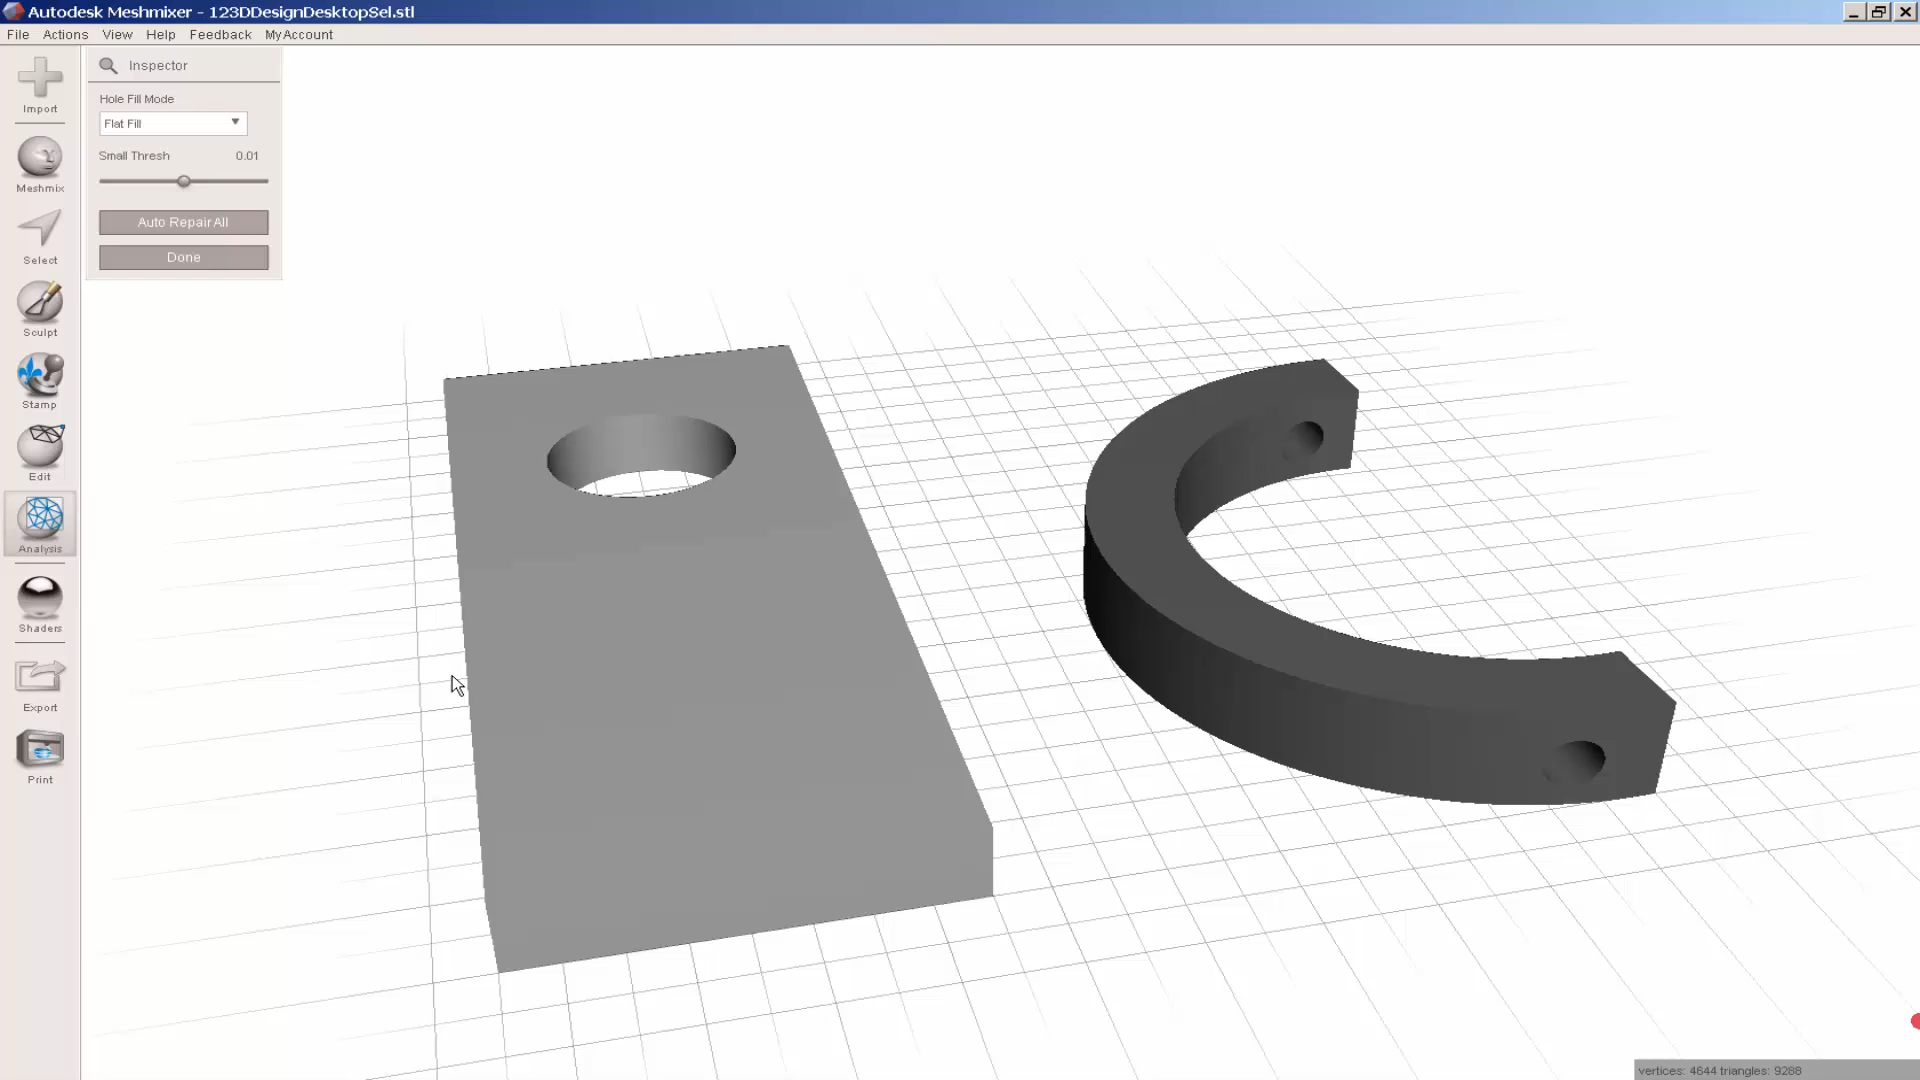 Autodesk Meshmixer - 123DDesignDesktopSel.stl
File Actions View Help Feedback MyAccount
Import
Meshmix
Select
Sculpt
Stamp
Edit
Analysis
Shaders
Export
Print
Inspector
Hole Fill Mode
Flat Fill
Small Thresh 0.01
Auto Repair All
Done
vertices: 4644 triangles: 9288